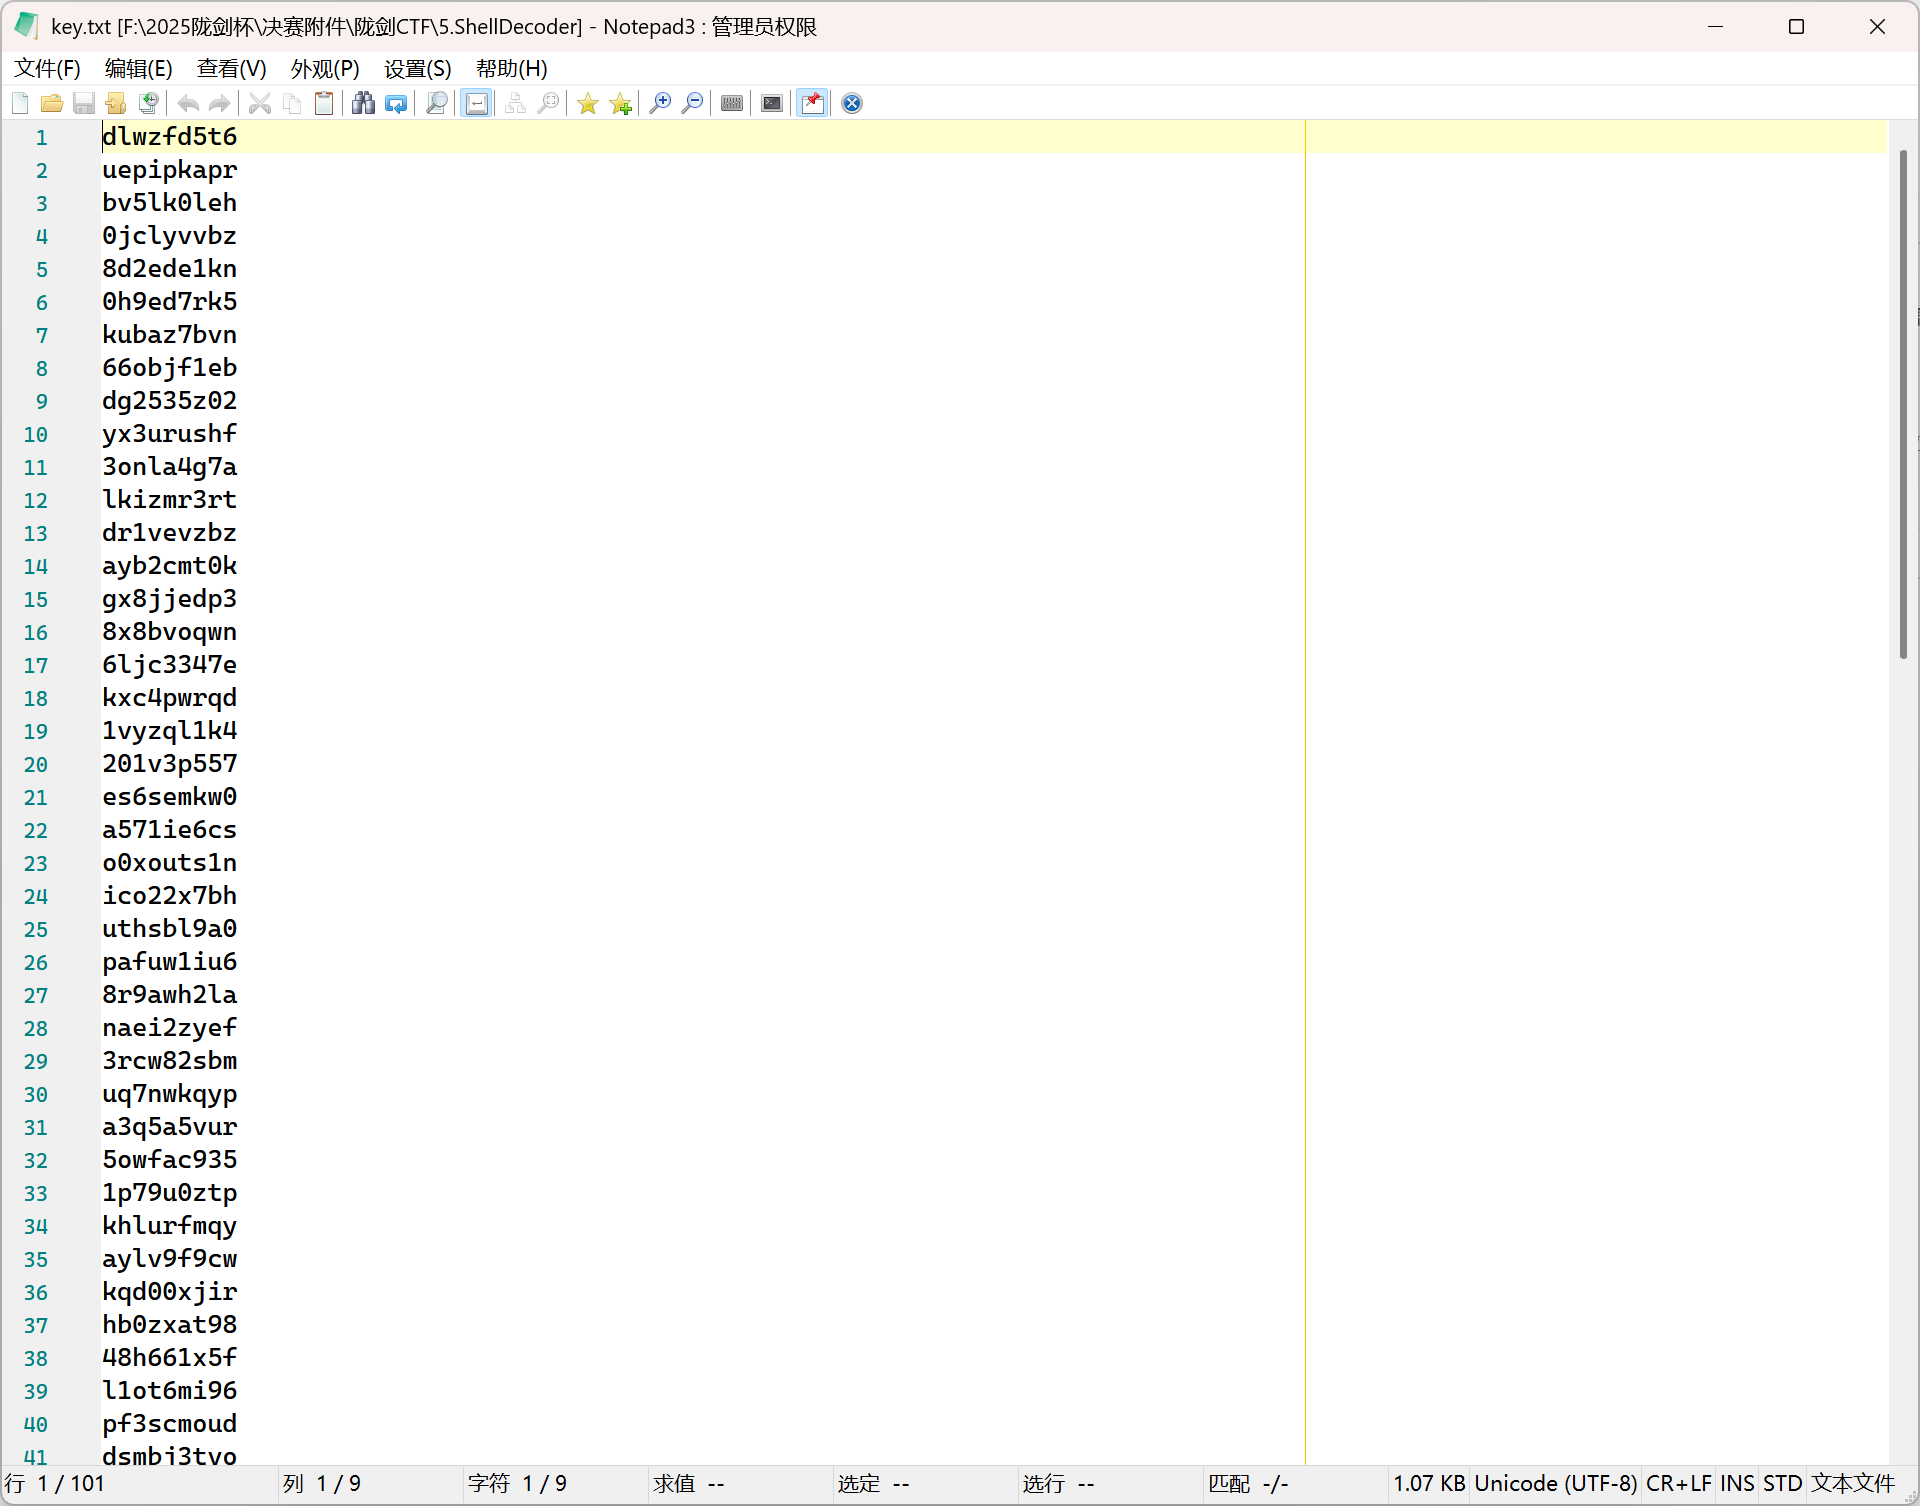 key.txt [F:\2025陇剑杯\决赛附件\陇剑CTF\5.ShellDecoder] - Notepad3 : 管理员权限
文件(F) 编辑(E) 查看(V) 外观(P) 设置(S) 帮助(H)
1 dlwzfd5t6
2 uepipkapr
3 bv5lk0leh
4 0jclyvvbz
5 8d2ede1kn
6 0h9ed7rk5
7 kubaz7bvn
8 66objf1eb
9 dg2535z02
10 yx3urushf
11 3onla4g7a
12 lkizmr3rt
13 dr1vevzbz
14 ayb2cmt0k
15 gx8jjedp3
16 8x8bvoqwn
17 6ljc3347e
18 kxc4pwrqd
19 1vyzql1k4
20 201v3p557
21 es6semkw0
22 a571ie6cs
23 o0xouts1n
24 ico22x7bh
25 uthsbl9a0
26 pafuw1iu6
27 8r9awh2la
28 naei2zyef
29 3rcw82sbm
30 uq7nwkqyp
31 a3q5a5vur
32 5owfac935
33 1p79u0ztp
34 khlurfmqy
35 aylv9f9cw
36 kqd00xjir
37 hb0zxat98
38 48h661x5f
39 l1ot6mi96
40 pf3scmoud
41 dsmbj3tvo
行 1 / 101 列 1 / 9 字符 1 / 9 求值 -- 选定 -- 选行 -- 匹配 -/- 1.07 KB Unicode (UTF-8) CR+LF INS STD 文本文件